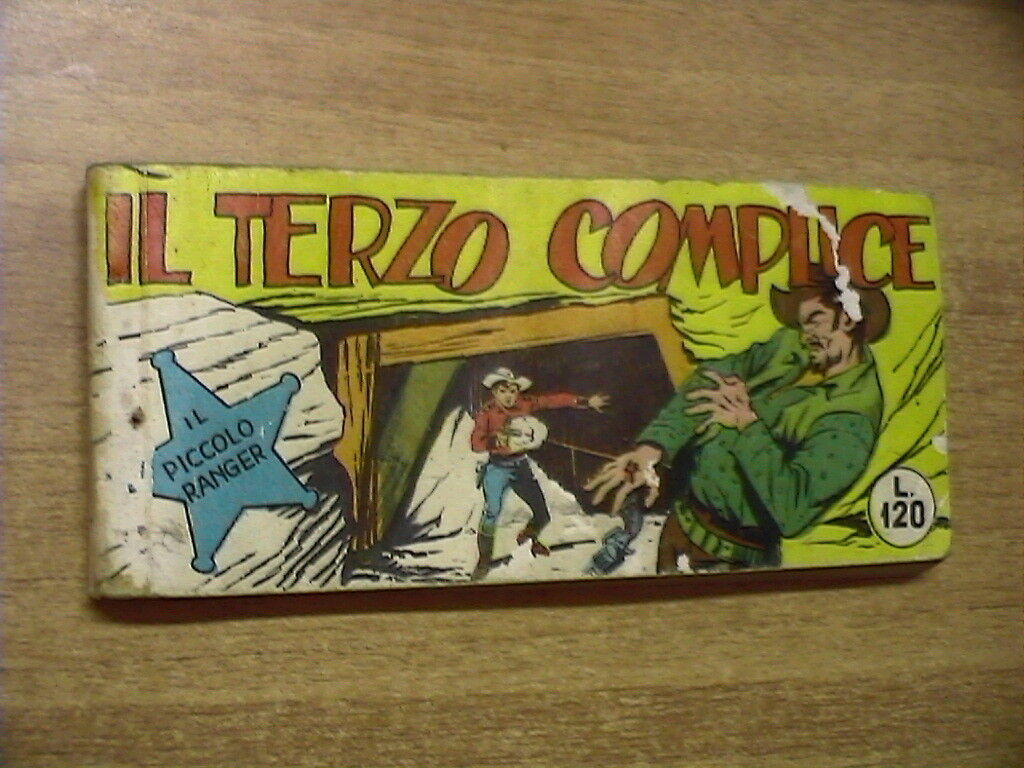 IL TERZO COMPLICE
IL
PICCOLO
RANGER
L.
120